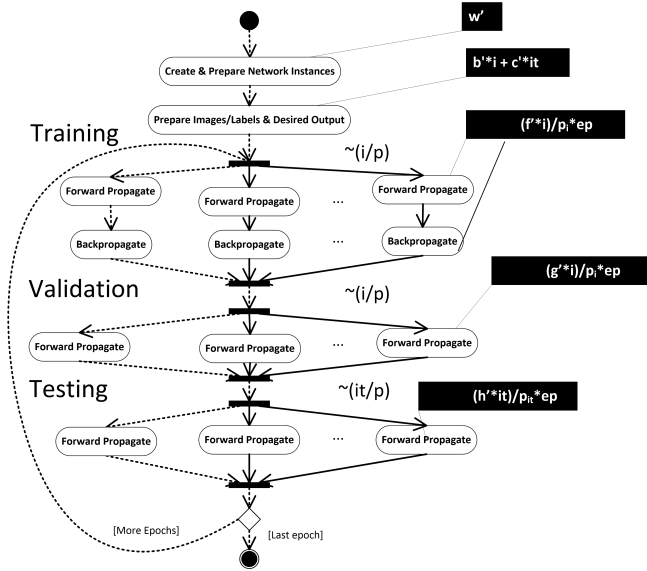 w'
Create & Prepare Network Instances
b'*i + c'*it
Prepare Images/Labels & Desired Output
Training
(f'*i)/pᵢ*ep
~(i/p)
Forward Propagate
Forward Propagate
...
Forward Propagate
Backpropagate
Backpropagate
...
Backpropagate
Validation
~(i/p)
(g'*i)/pᵢ*ep
Forward Propagate
Forward Propagate
...
Forward Propagate
Testing
~(it/p)
(h'*it)/pᵢₜ*ep
Forward Propagate
Forward Propagate
...
Forward Propagate
[More Epochs]
[Last epoch]